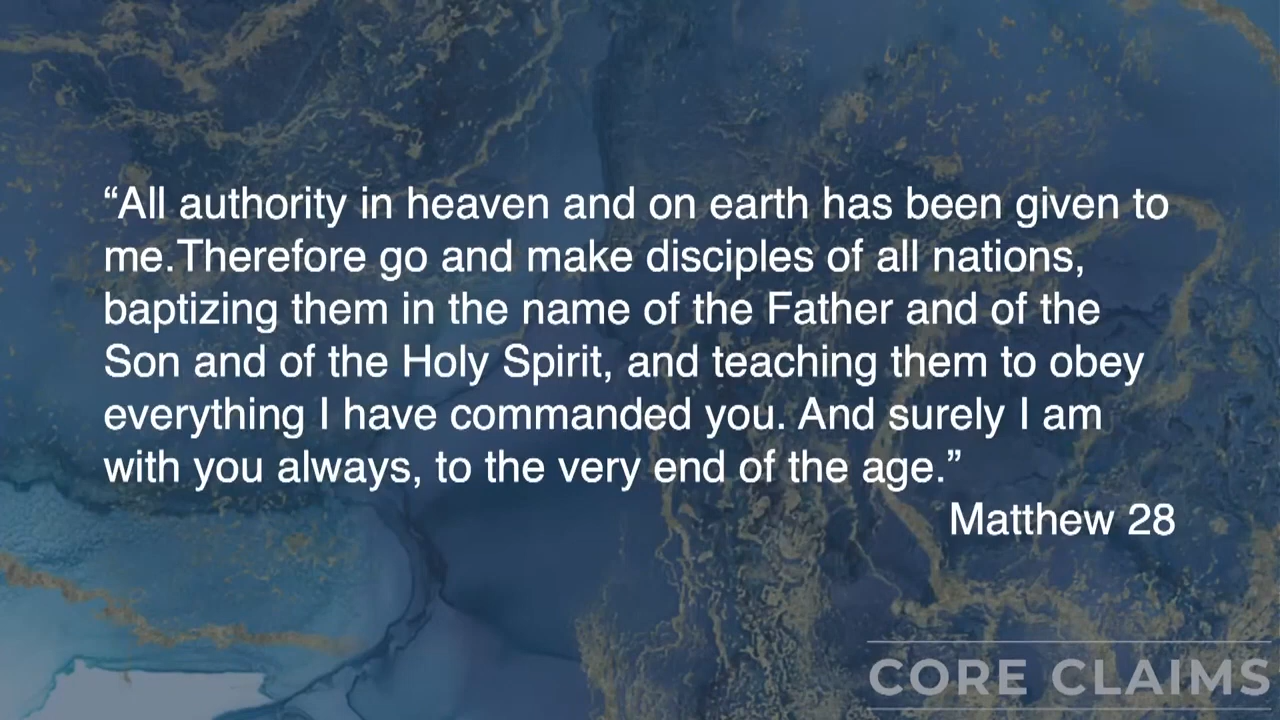 “All authority in heaven and on earth has been given to
me.Therefore go and make disciples of all nations,
baptizing them in the name of the Father and of the
Son and of the Holy Spirit, and teaching them to obey
everything I have commanded you. And surely I am
with you always, to the very end of the age.”
Matthew 28
CORE CLAIMS